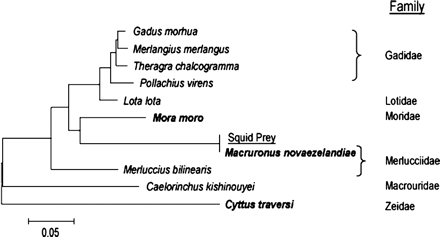 Family
Gadus morhua
Merlangius merlangus
Theragra chalcogramma
Gadidae
Pollachius virens
Lota lota Lotidae
Mora moro Moridae
Squid Prey
Macruronus novaezelandiae
Merlucciidae
Merluccius bilinearis
Caelorinchus kishinouyei Macrouridae
Cyttus traversi Zeidae
0.05